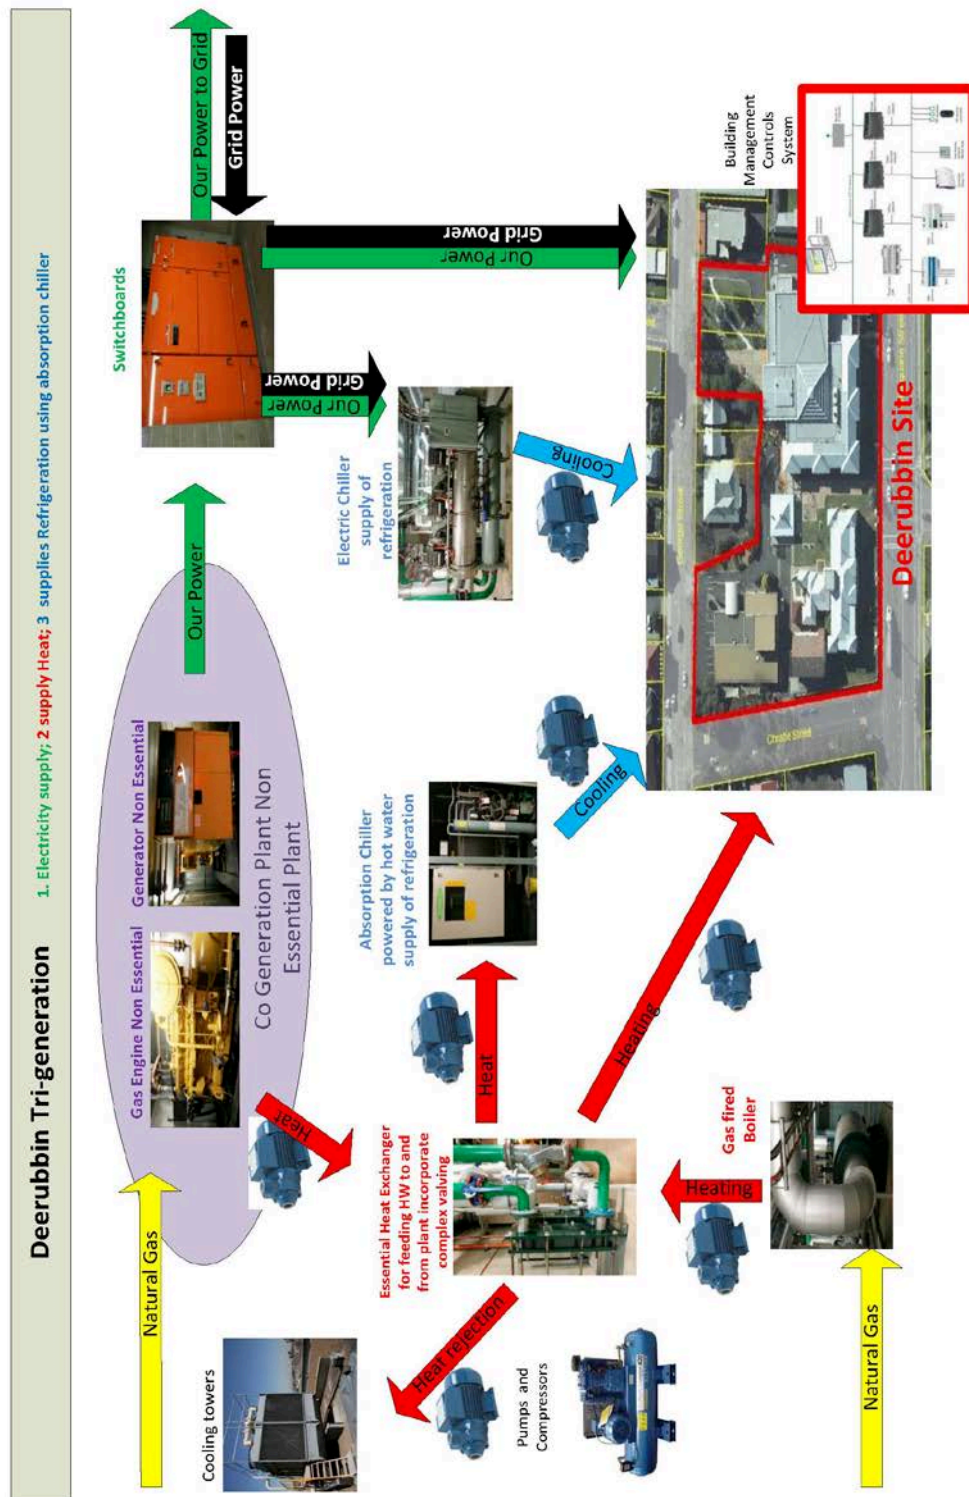 Deerubbin Tri-generation 1. Electricity supply; 2 supply Heat; 3 supplies Refrigeration using absorption chiller
Natural Gas
Gas Engine Non Essential
Generator Non Essential
Co Generation Plant Non
Essential Plant
Our Power
Switchboards
Our Power to Grid
Grid Power
Cooling towers
Heat
Our Power
Grid Power
Our Power
Grid Power
Heat rejection
Essential Heat Exchanger
for feeding HW to and
from plant incorporate
complex valving
Heat
Absorption Chiller
powered by hot water
supply of refrigeration
Electric Chiller
supply of
refrigeration
Cooling
Cooling
Pumps and
Compressors
Heating
Gas fired
Boiler
Heating
Natural Gas
Christie Street
Deerubbin Site
Building
Management
Controls
System